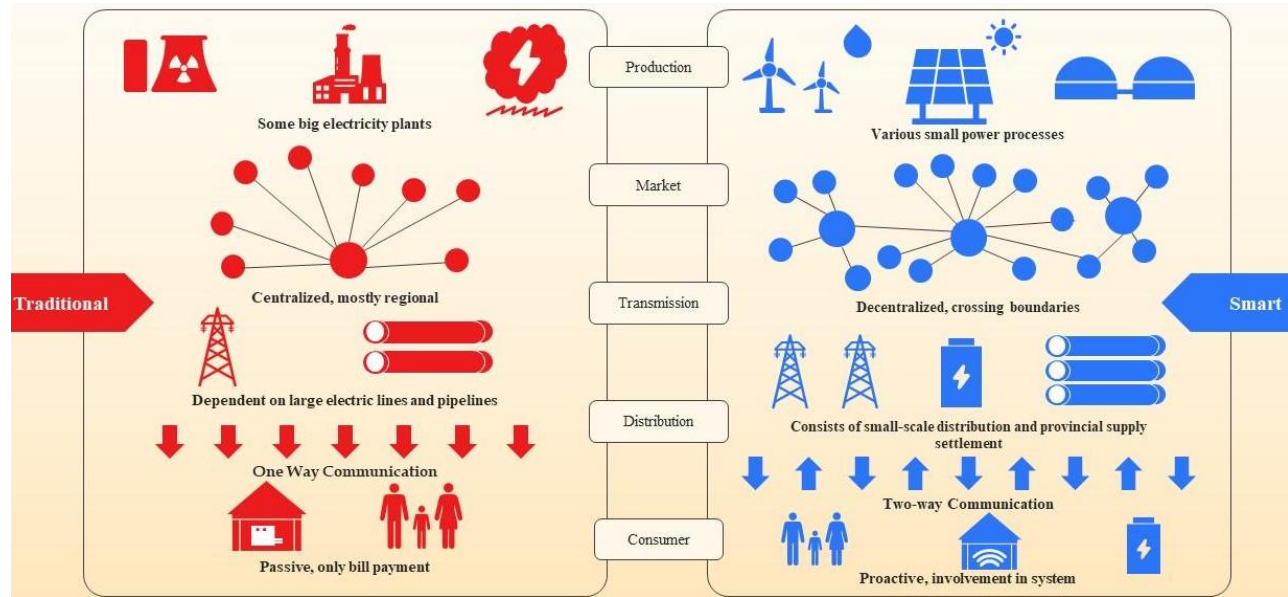 Production
Some big electricity plants
Various small power processes
Market
Traditional
Centralized, mostly regional
Transmission
Decentralized, crossing boundaries
Smart
Dependent on large electric lines and pipelines
Distribution
Consists of small-scale distribution and provincial supply
settlement
One Way Communication
Two-way Communication
Consumer
Passive, only bill payment
Proactive, involvement in system